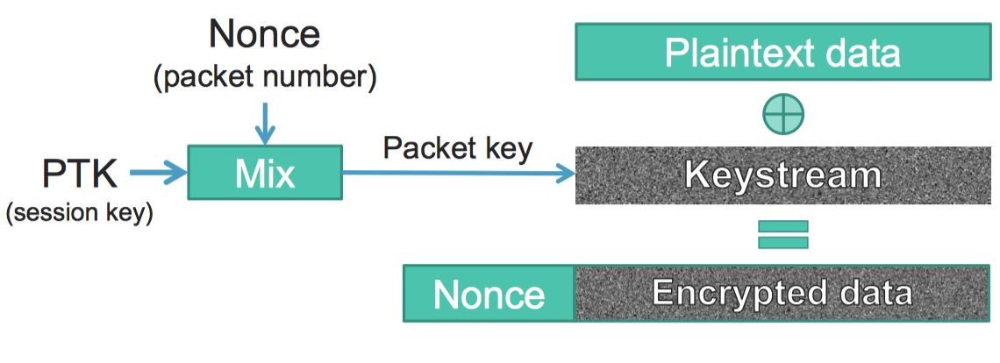 Nonce
(packet number)
Plaintext data
PTK
(session key)
Mix
Packet key
Keystream
Nonce
Encrypted data